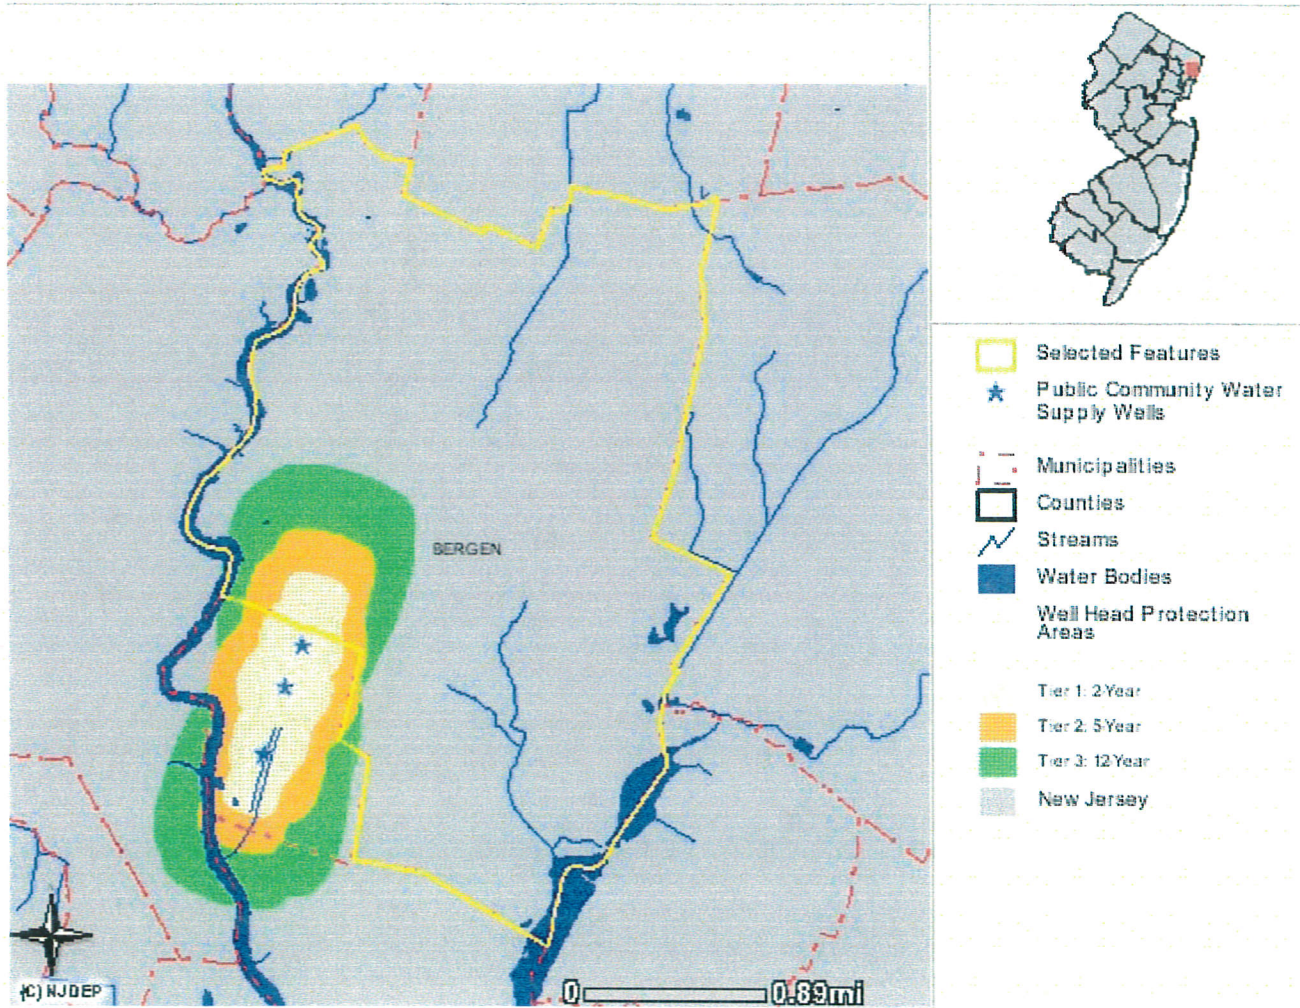 BERGEN
(C) NJDEP
0 0.89mi
Selected Features
Public Community Water
Supply Wells
Municipalities
Counties
Streams
Water Bodies
Well Head Protection
Areas
Tier 1: 2-Year
Tier 2: 5-Year
Tier 3: 12-Year
New Jersey